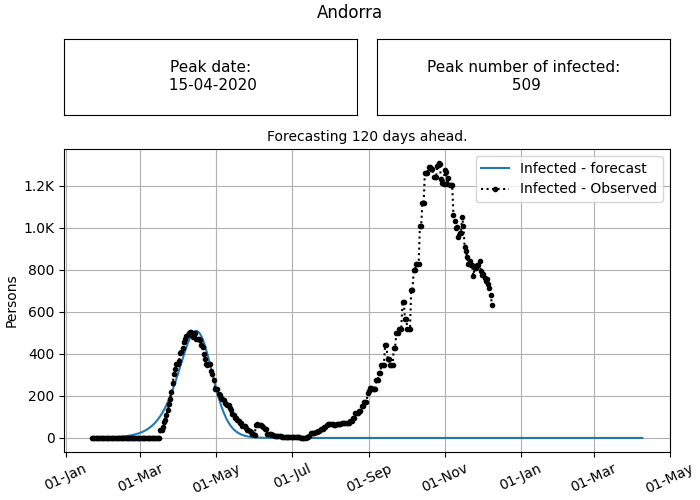 Andorra
Peak date:
15-04-2020
Peak number of infected:
509
Forecasting 120 days ahead.
Infected - forecast
Infected - Observed
Persons
1.2K
1.0K
800
600
400
200
0
01-Jan
01-Mar
01-May
01-Jul
01-Sep
01-Nov
01-Jan
01-Mar
01-May